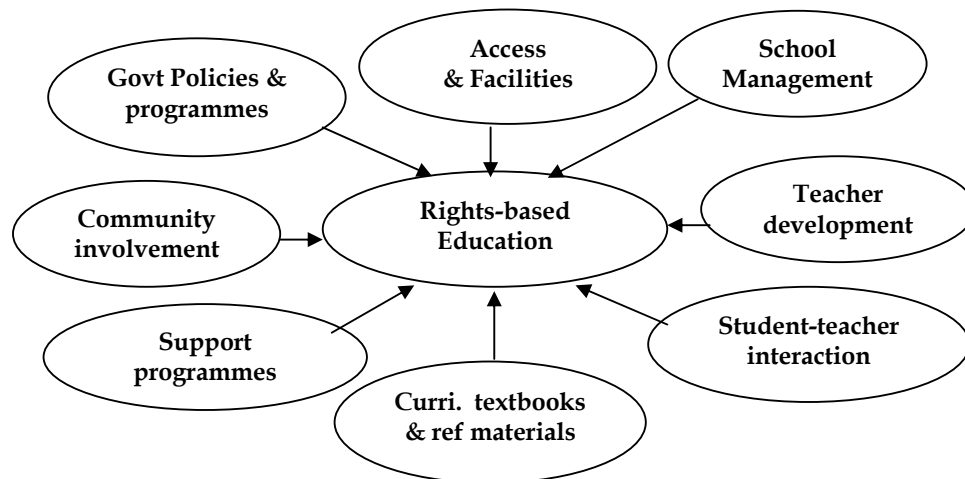 Access
& Facilities
School
Management
Govt Policies &
programmes
Teacher
development
Rights-based
Education
Community
involvement
Student-teacher
interaction
Support
programmes
Curri.  textbooks
& ref materials